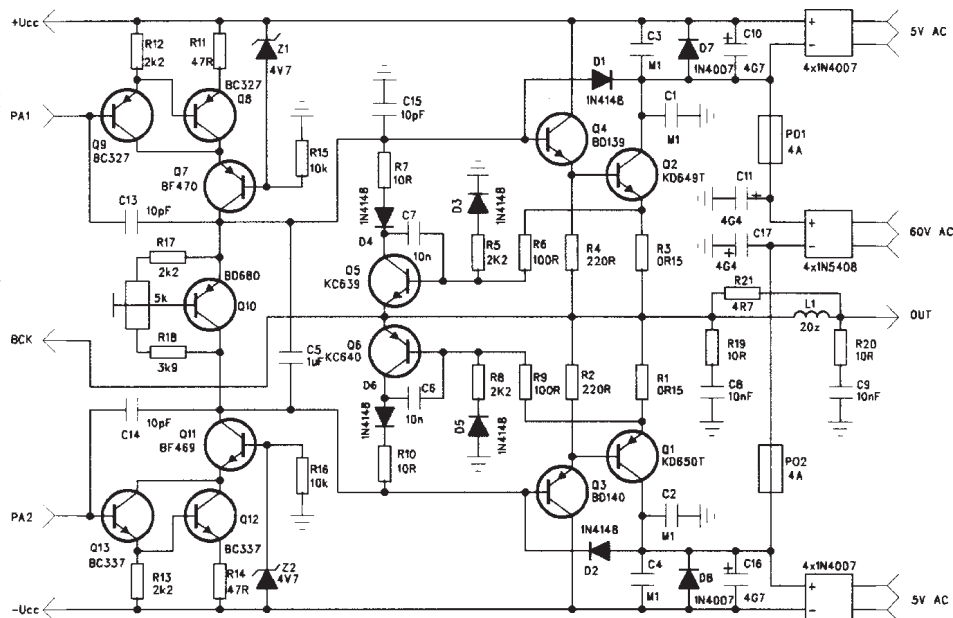 +Ucc
R12
2k2
R11
47R
Z1
4V7
C3
M1
D7
1N4007
C10
4G7
4x1N4007
5V AC
BC327
Q8
C15
10pF
D1
1N4148
C1
M1
PA1
Q9
BC327
Q7
BF470
R15
10k
R7
10R
Q4
BD139
Q2
KD649T
PO1
4A
1N4148
D3
1N4148
C11
4G4
C13
10pF
C7
10n
D4
R5
2K2
R6
100R
R4
220R
R3
0R15
C17
4G4
60V AC
4x1N5408
R17
2k2
BD680
Q5
KC639
5k
Q10
R21
4R7
L1
20z
OUT
BCK
R18
3k9
C5
1uF
Q6
KC640
R8
2K2
R9
100R
R2
220R
R1
0R15
R19
10R
R20
10R
C8
10nF
C9
10nF
D6
C6
10n
1N4148
D5
1N4148
C14
10pF
Q11
BF469
R10
10R
Q1
KD650T
PO2
4A
R16
10k
Q3
BD140
PA2
Q13
BC337
Q12
BC337
C2
M1
1N4148
D2
R13
2k2
R14
47R
Z2
4V7
C4
M1
D8
1N4007
C16
4G7
4x1N4007
5V AC
-Ucc